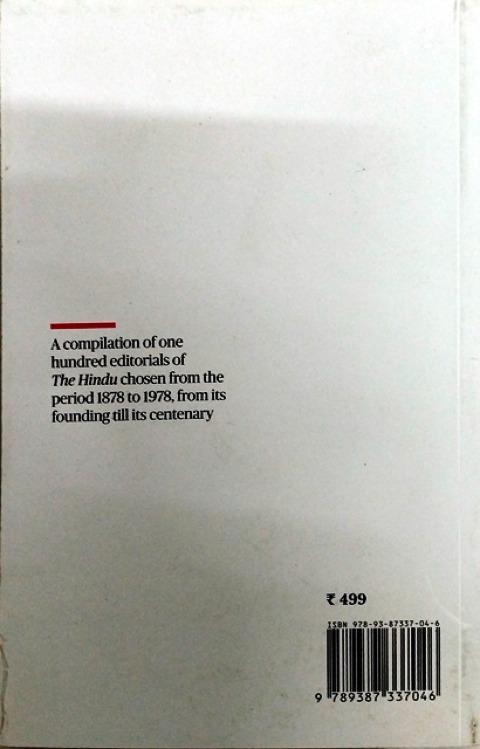 A compilation of one
hundred editorials of
The Hindu chosen from the
period 1878 to 1978, from its
founding till its centenary
₹ 499
ISBN 978-93-87337-04-6
9 789387 337046